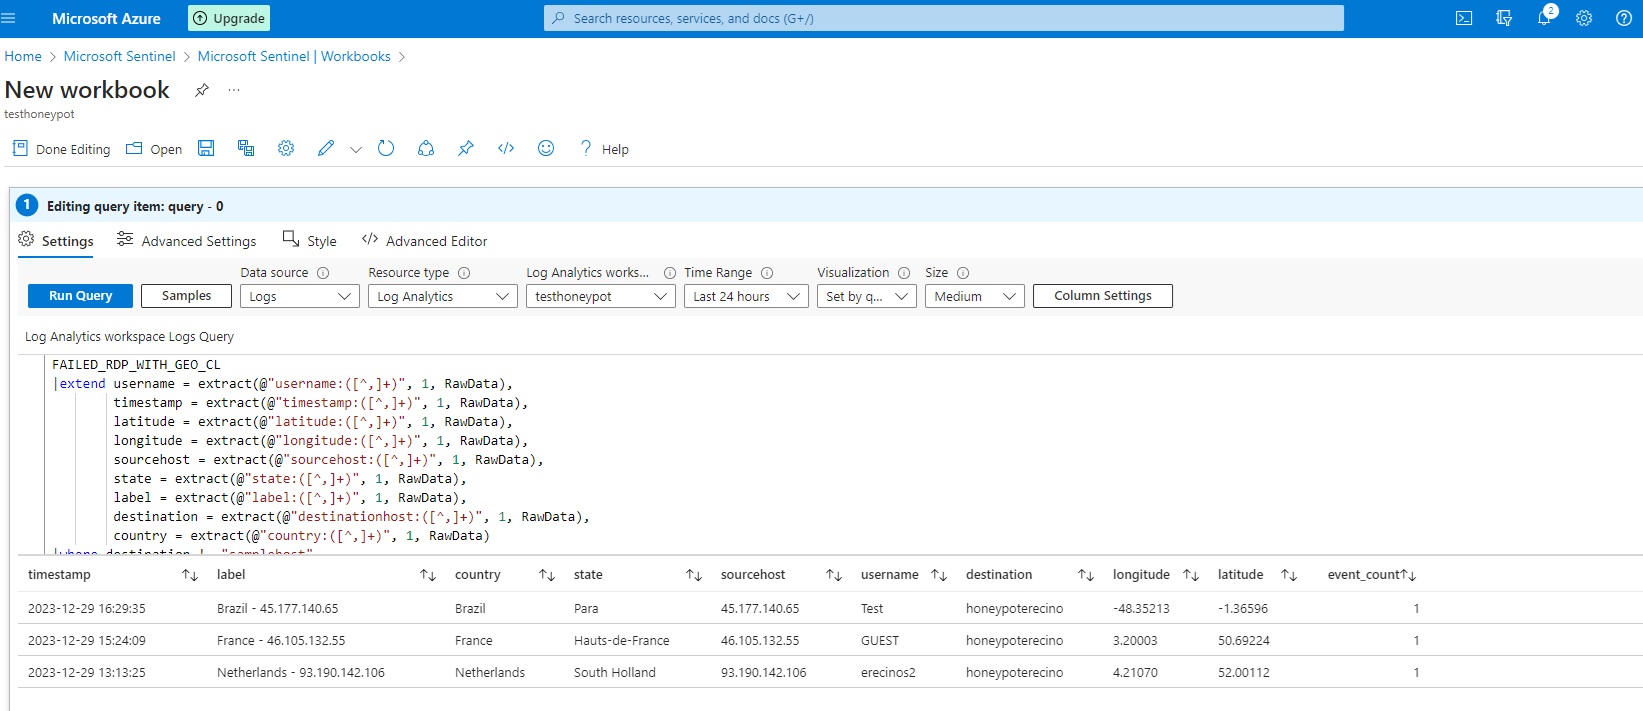 Microsoft Azure Upgrade Search resources, services, and docs (G+/) 2
Home > Microsoft Sentinel > Microsoft Sentinel | Workbooks >
New workbook ...
testhoneypot
Done Editing Open Help
1 Editing query item: query - 0
Settings Advanced Settings Style Advanced Editor
Data source Resource type Log Analytics works... Time Range Visualization Size
Run Query Samples Logs Log Analytics testhoneypot Last 24 hours Set by q... Medium Column Settings
Log Analytics workspace Logs Query
FAILED_RDP_WITH_GEO_CL
|extend username = extract(@"username:([^,]+)", 1, RawData),
timestamp = extract(@"timestamp:([^,]+)", 1, RawData),
latitude = extract(@"latitude:([^,]+)", 1, RawData),
longitude = extract(@"longitude:([^,]+)", 1, RawData),
sourcehost = extract(@"sourcehost:([^,]+)", 1, RawData),
state = extract(@"state:([^,]+)", 1, RawData),
label = extract(@"label:([^,]+)", 1, RawData),
destination = extract(@"destinationhost:([^,]+)", 1, RawData),
country = extract(@"country:([^,]+)", 1, RawData)
|where destination "samplehost"
timestamp label country state sourcehost username destination longitude latitude event_count
2023-12-29 16:29:35 Brazil - 45.177.140.65 Brazil Para 45.177.140.65 Test honeypoterecino -48.35213 -1.36596 1
2023-12-29 15:24:09 France - 46.105.132.55 France Hauts-de-France 46.105.132.55 GUEST honeypoterecino 3.20003 50.69224 1
2023-12-29 13:13:25 Netherlands - 93.190.142.106 Netherlands South Holland 93.190.142.106 erecinos2 honeypoterecino 4.21070 52.00112 1